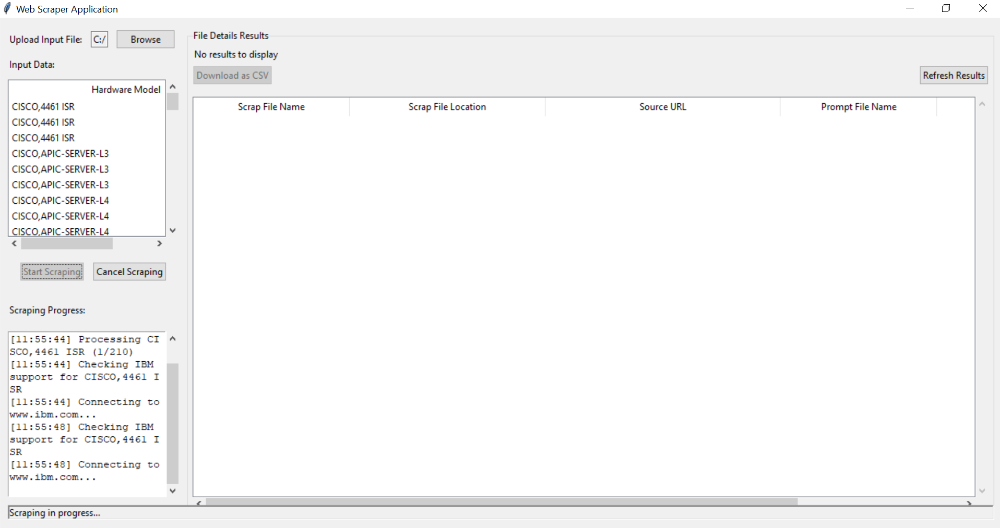 Web Scraper Application
Upload Input File: C:/ Browse
Input Data:
Hardware Model
CISCO,4461 ISR
CISCO,4461 ISR
CISCO,4461 ISR
CISCO,APIC-SERVER-L3
CISCO,APIC-SERVER-L3
CISCO,APIC-SERVER-L3
CISCO,APIC-SERVER-L4
CISCO,APIC-SERVER-L4
CISCO,APIC-SERVER-L4
Start Scraping Cancel Scraping
Scraping Progress:
[11:55:44] Processing CI
SCO,4461 ISR (1/210)
[11:55:44] Checking IBM
support for CISCO,4461 I
SR
[11:55:44] Connecting to
www.ibm.com...
[11:55:48] Checking IBM
support for CISCO,4461 I
SR
[11:55:48] Connecting to
www.ibm.com...
File Details Results
No results to display
Download as CSV Refresh Results
Scrap File Name Scrap File Location Source URL Prompt File Name
Scraping in progress...